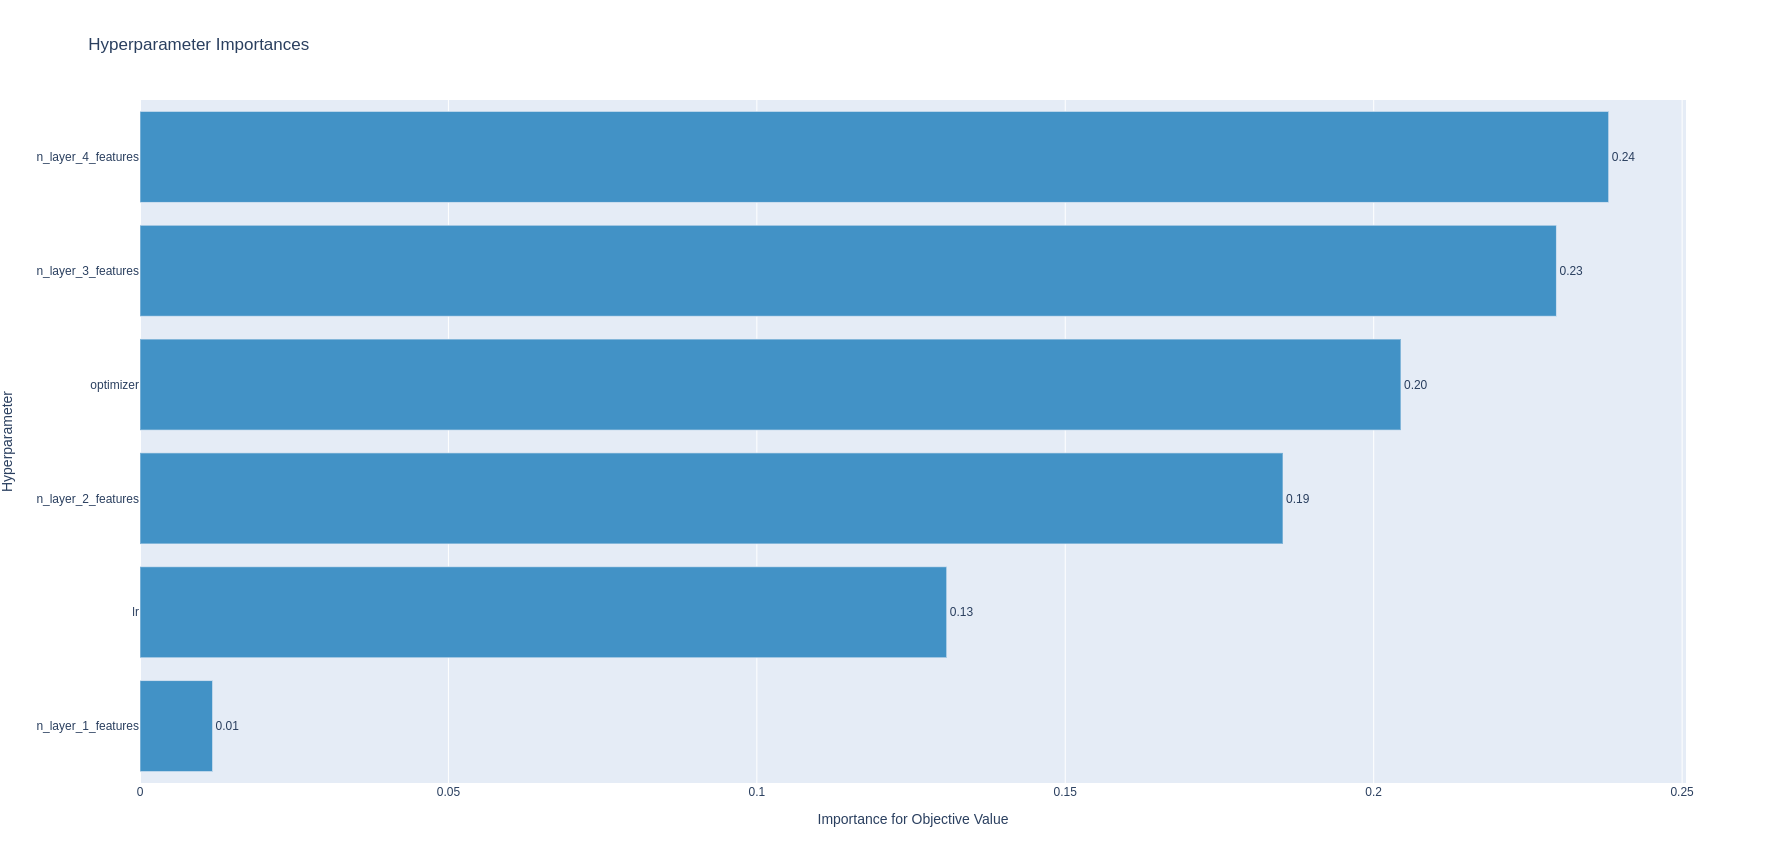 Hyperparameter Importances
n_layer_4_features
0.24
n_layer_3_features
0.23
optimizer
0.20
n_layer_2_features
0.19
lr
0.13
n_layer_1_features
0.01
Hyperparameter
0
0.05
0.1
0.15
0.2
0.25
Importance for Objective Value